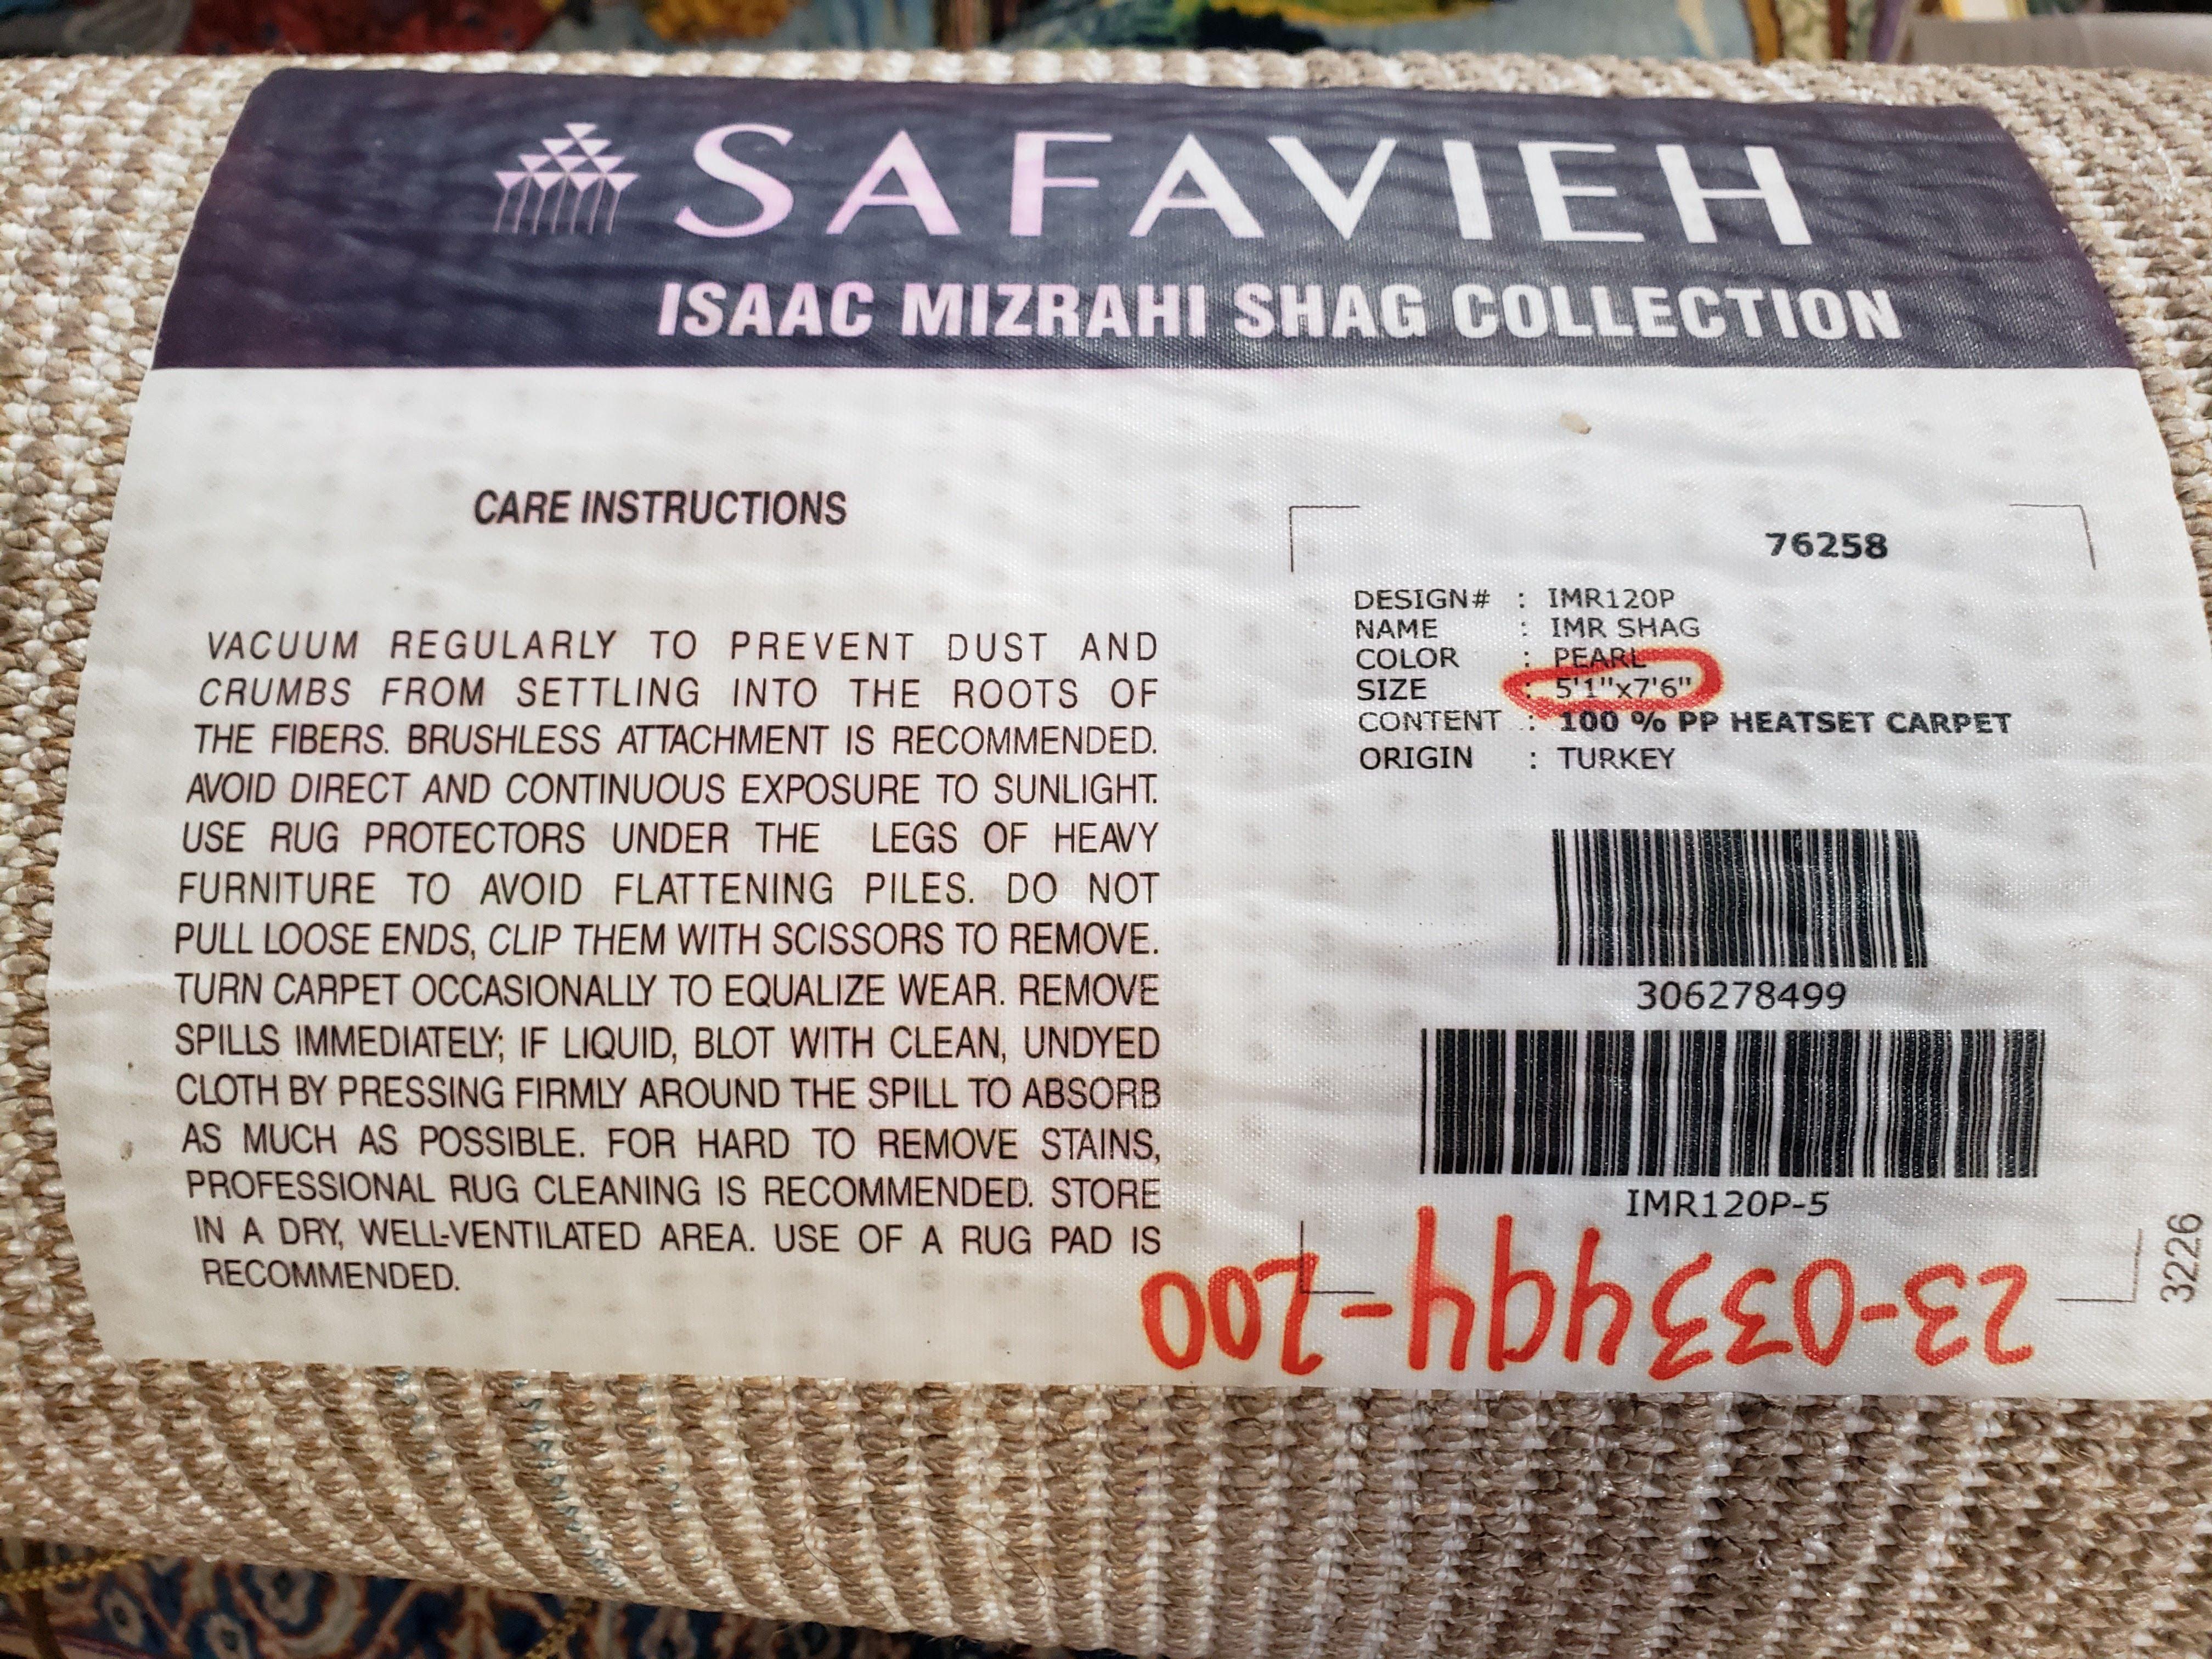 SAFAVIEH
ISAAC MIZRAHI SHAG COLLECTION
CARE INSTRUCTIONS
VACUUM REGULARLY TO PREVENT DUST AND
CRUMBS FROM SETTLING INTO THE ROOTS OF
THE FIBERS. BRUSHLESS ATTACHMENT IS RECOMMENDED.
AVOID DIRECT AND CONTINUOUS EXPOSURE TO SUNLIGHT.
USE RUG PROTECTORS UNDER THE LEGS OF HEAVY
FURNITURE TO AVOID FLATTENING PILES. DO NOT
PULL LOOSE ENDS, CLIP THEM WITH SCISSORS TO REMOVE.
TURN CARPET OCCASIONALLY TO EQUALIZE WEAR. REMOVE
SPILLS IMMEDIATELY; IF LIQUID, BLOT WITH CLEAN, UNDYED
CLOTH BY PRESSING FIRMLY AROUND THE SPILL TO ABSORB
AS MUCH AS POSSIBLE. FOR HARD TO REMOVE STAINS,
PROFESSIONAL RUG CLEANING IS RECOMMENDED. STORE
IN A DRY, WELL-VENTILATED AREA. USE OF A RUG PAD IS
RECOMMENDED.
76258
DESIGN# : IMR120P
NAME : IMR SHAG
COLOR : PEARL
SIZE : 5'1"x7'6"
CONTENT : 100 % PP HEATSET CARPET
ORIGIN : TURKEY
306278499
IMR120P-5
23-033494-200
3226